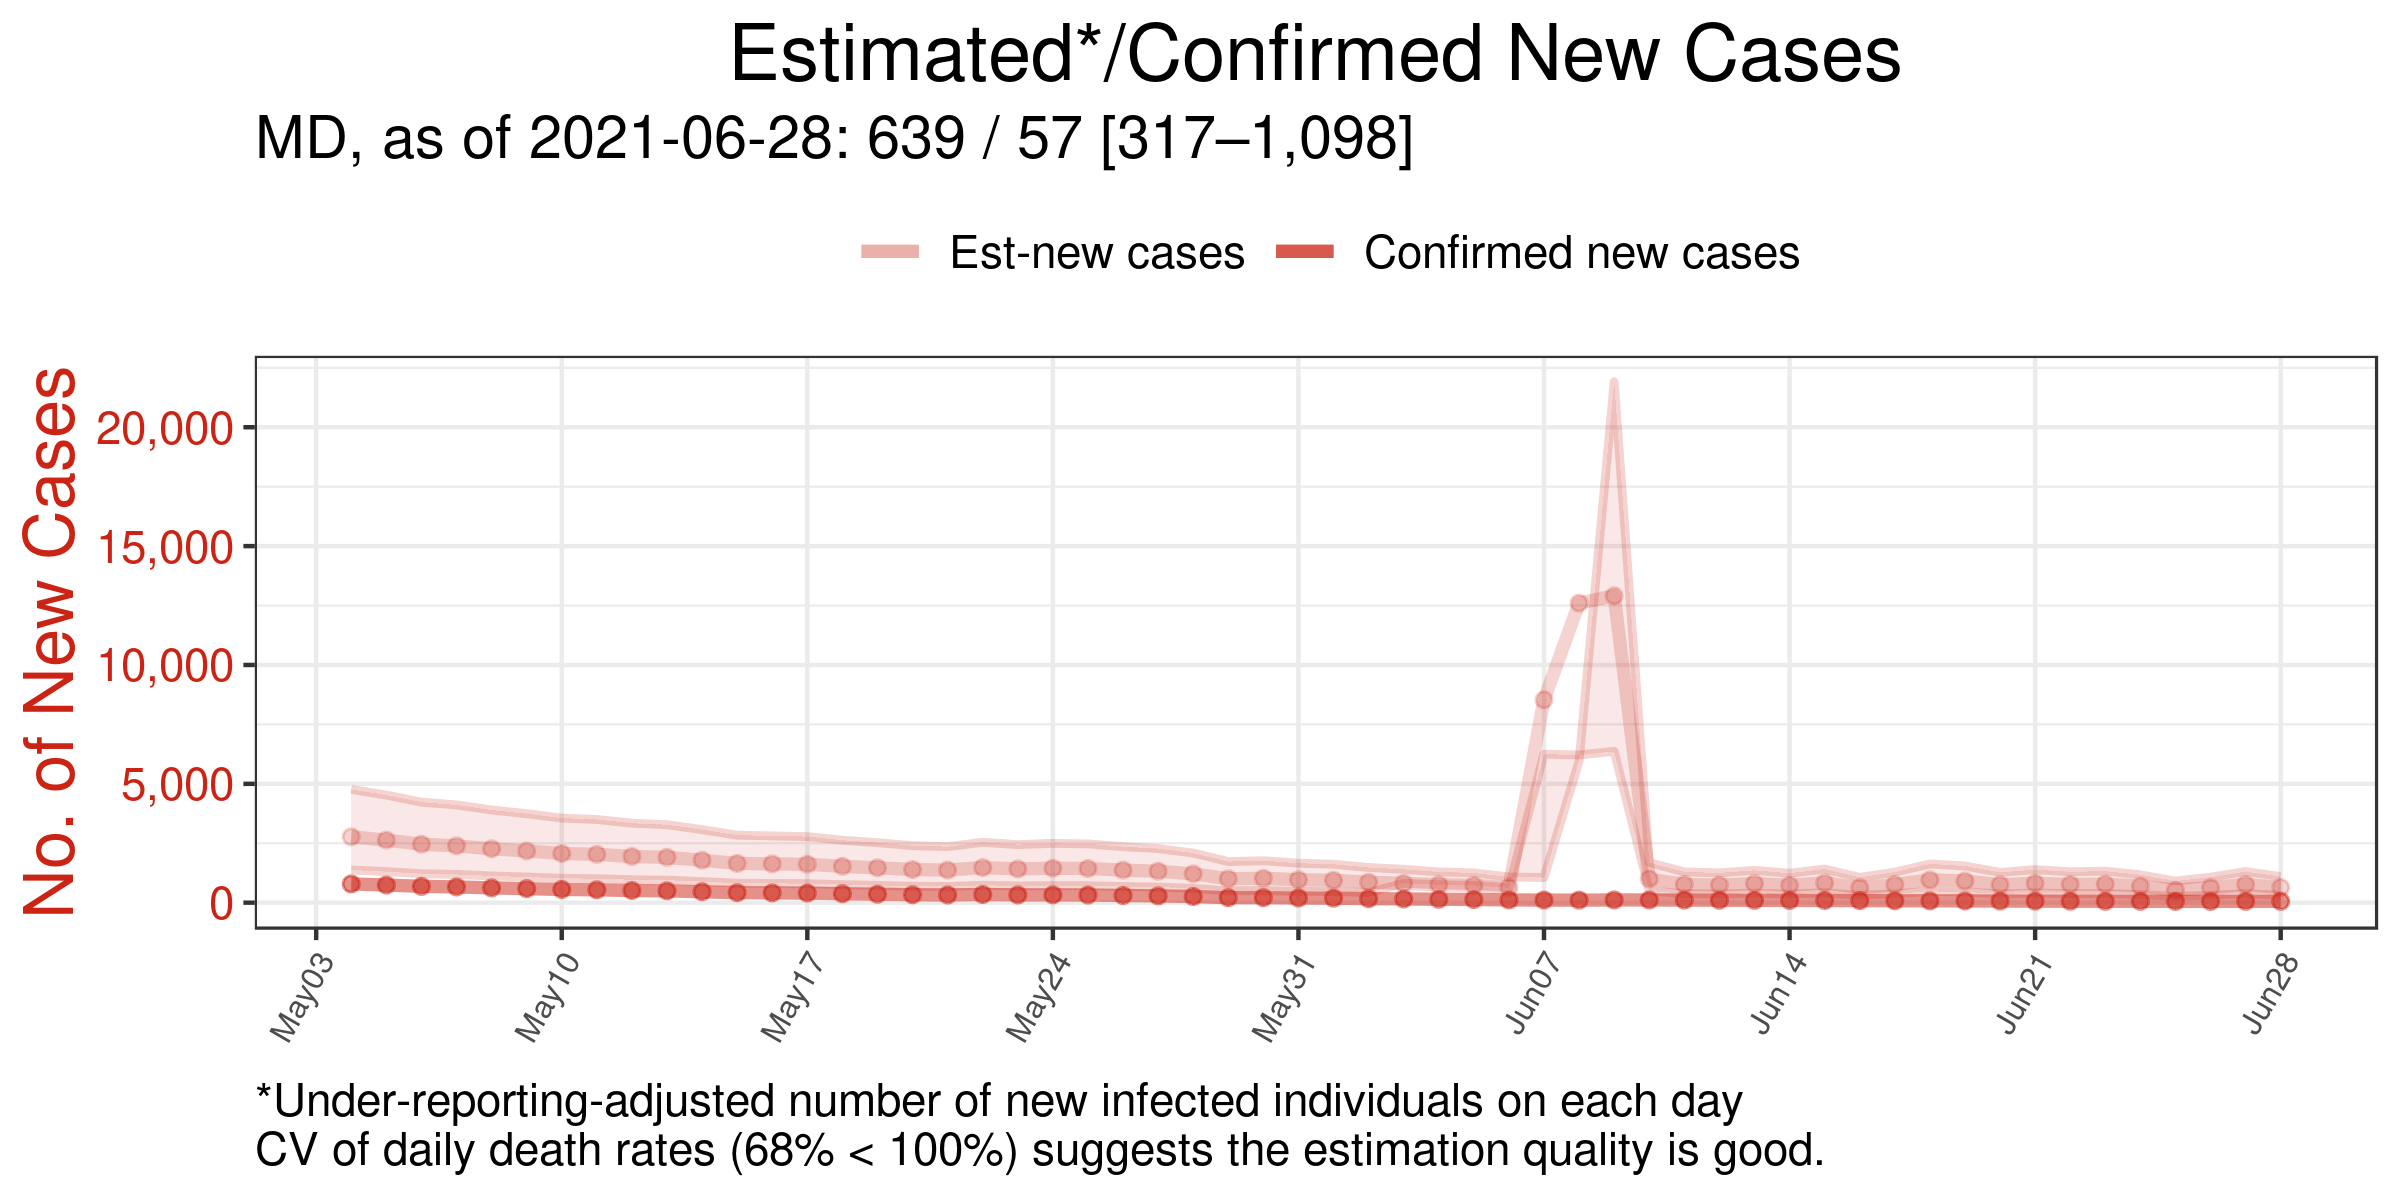 Estimated*/Confirmed New Cases
MD, as of 2021-06-28: 639 / 57 [317–1,098]
Est-new cases
Confirmed new cases
No. of New Cases
20,000
15,000
10,000
5,000
0
May03
May10
May17
May24
May31
Jun07
Jun14
Jun21
Jun28
*Under-reporting-adjusted number of new infected individuals on each day
CV of daily death rates (68% < 100%) suggests the estimation quality is good.